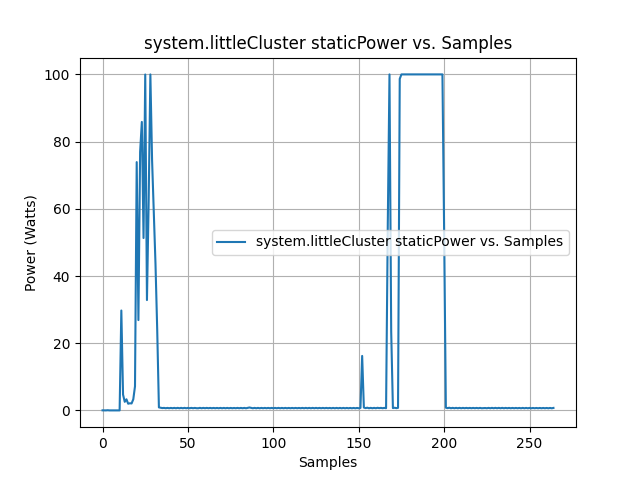 system.littleCluster staticPower vs. Samples
100
80
60
40
20
0
Power (Watts)
system.littleCluster staticPower vs. Samples
0 50 100 150 200 250
Samples